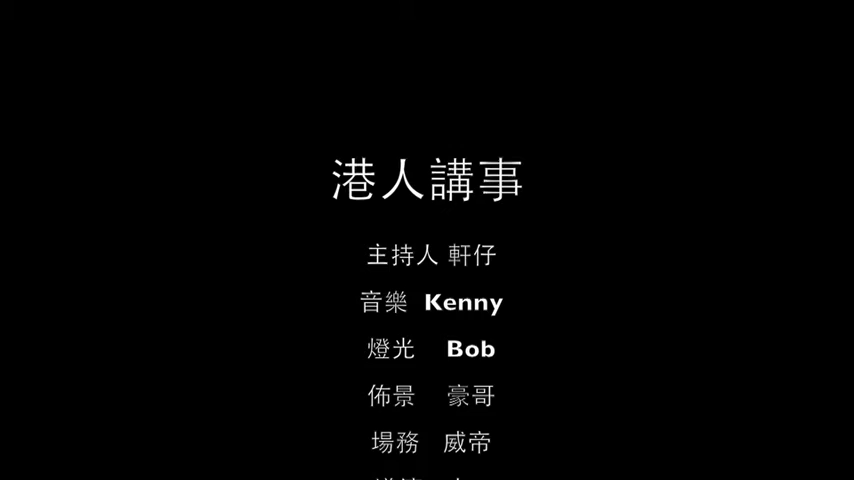 港人講事
主持人 軒仔
音樂 Kenny
燈光 Bob
佈景 豪哥
場務 威帝